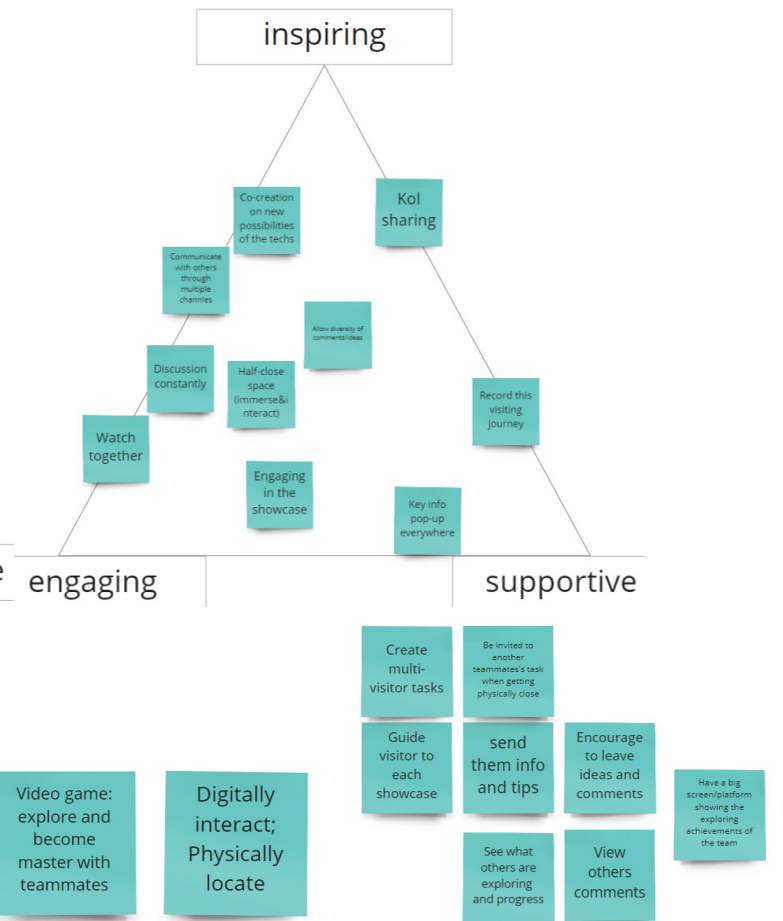 inspiring
Co-creation
on new
possibilities
of the techs
Kol
sharing
Communicate
with others
through
multiple
channles
Allow diversity of
comments/ideas
Discussion
constantly
Half-close
space
(immerse&i
nteract)
Record this
visiting
journey
Watch
together
Engaging
in the
showcase
Key info
pop-up
everywhere
e
engaging
supportive
Create
multi-
visitor tasks
Be invited to
another
teammates's task
when getting
physically close
Guide
visitor to
each
showcase
send
them info
and tips
Encourage
to leave
ideas and
comments
Video game:
explore and
become
master with
teammates
Digitally
interact;
Physically
locate
Have a big
screen/platform
showing the
exploring
achievements of
the team
See what
others are
exploring
and progress
View
others
comments